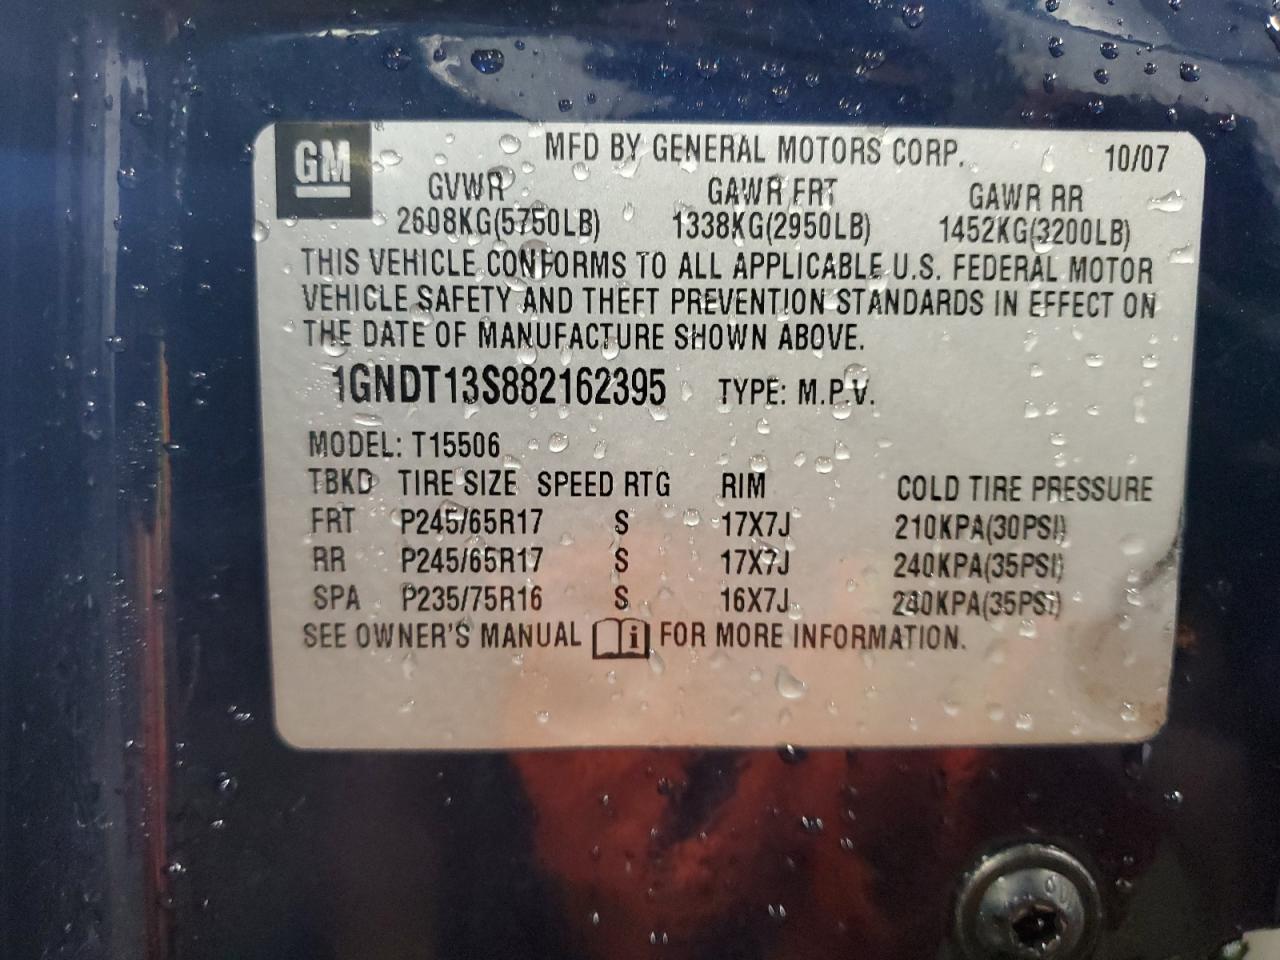 GM
MFD BY GENERAL MOTORS CORP. 10/07
GVWR GAWR FRT GAWR RR
2608KG(5750LB) 1338KG(2950LB) 1452KG(3200LB)
THIS VEHICLE CONFORMS TO ALL APPLICABLE U.S. FEDERAL MOTOR
VEHICLE SAFETY AND THEFT PREVENTION STANDARDS IN EFFECT ON
THE DATE OF MANUFACTURE SHOWN ABOVE.
1GNDT13S882162395 TYPE: M.P.V.
MODEL: T15506
TBKD TIRE SIZE SPEED RTG RIM COLD TIRE PRESSURE
FRT P245/65R17 S 17X7J 210KPA(30PSI)
RR P245/65R17 S 17X7J 240KPA(35PSI)
SPA P235/75R16 S 16X7J 240KPA(35PSI)
SEE OWNER'S MANUAL i FOR MORE INFORMATION.